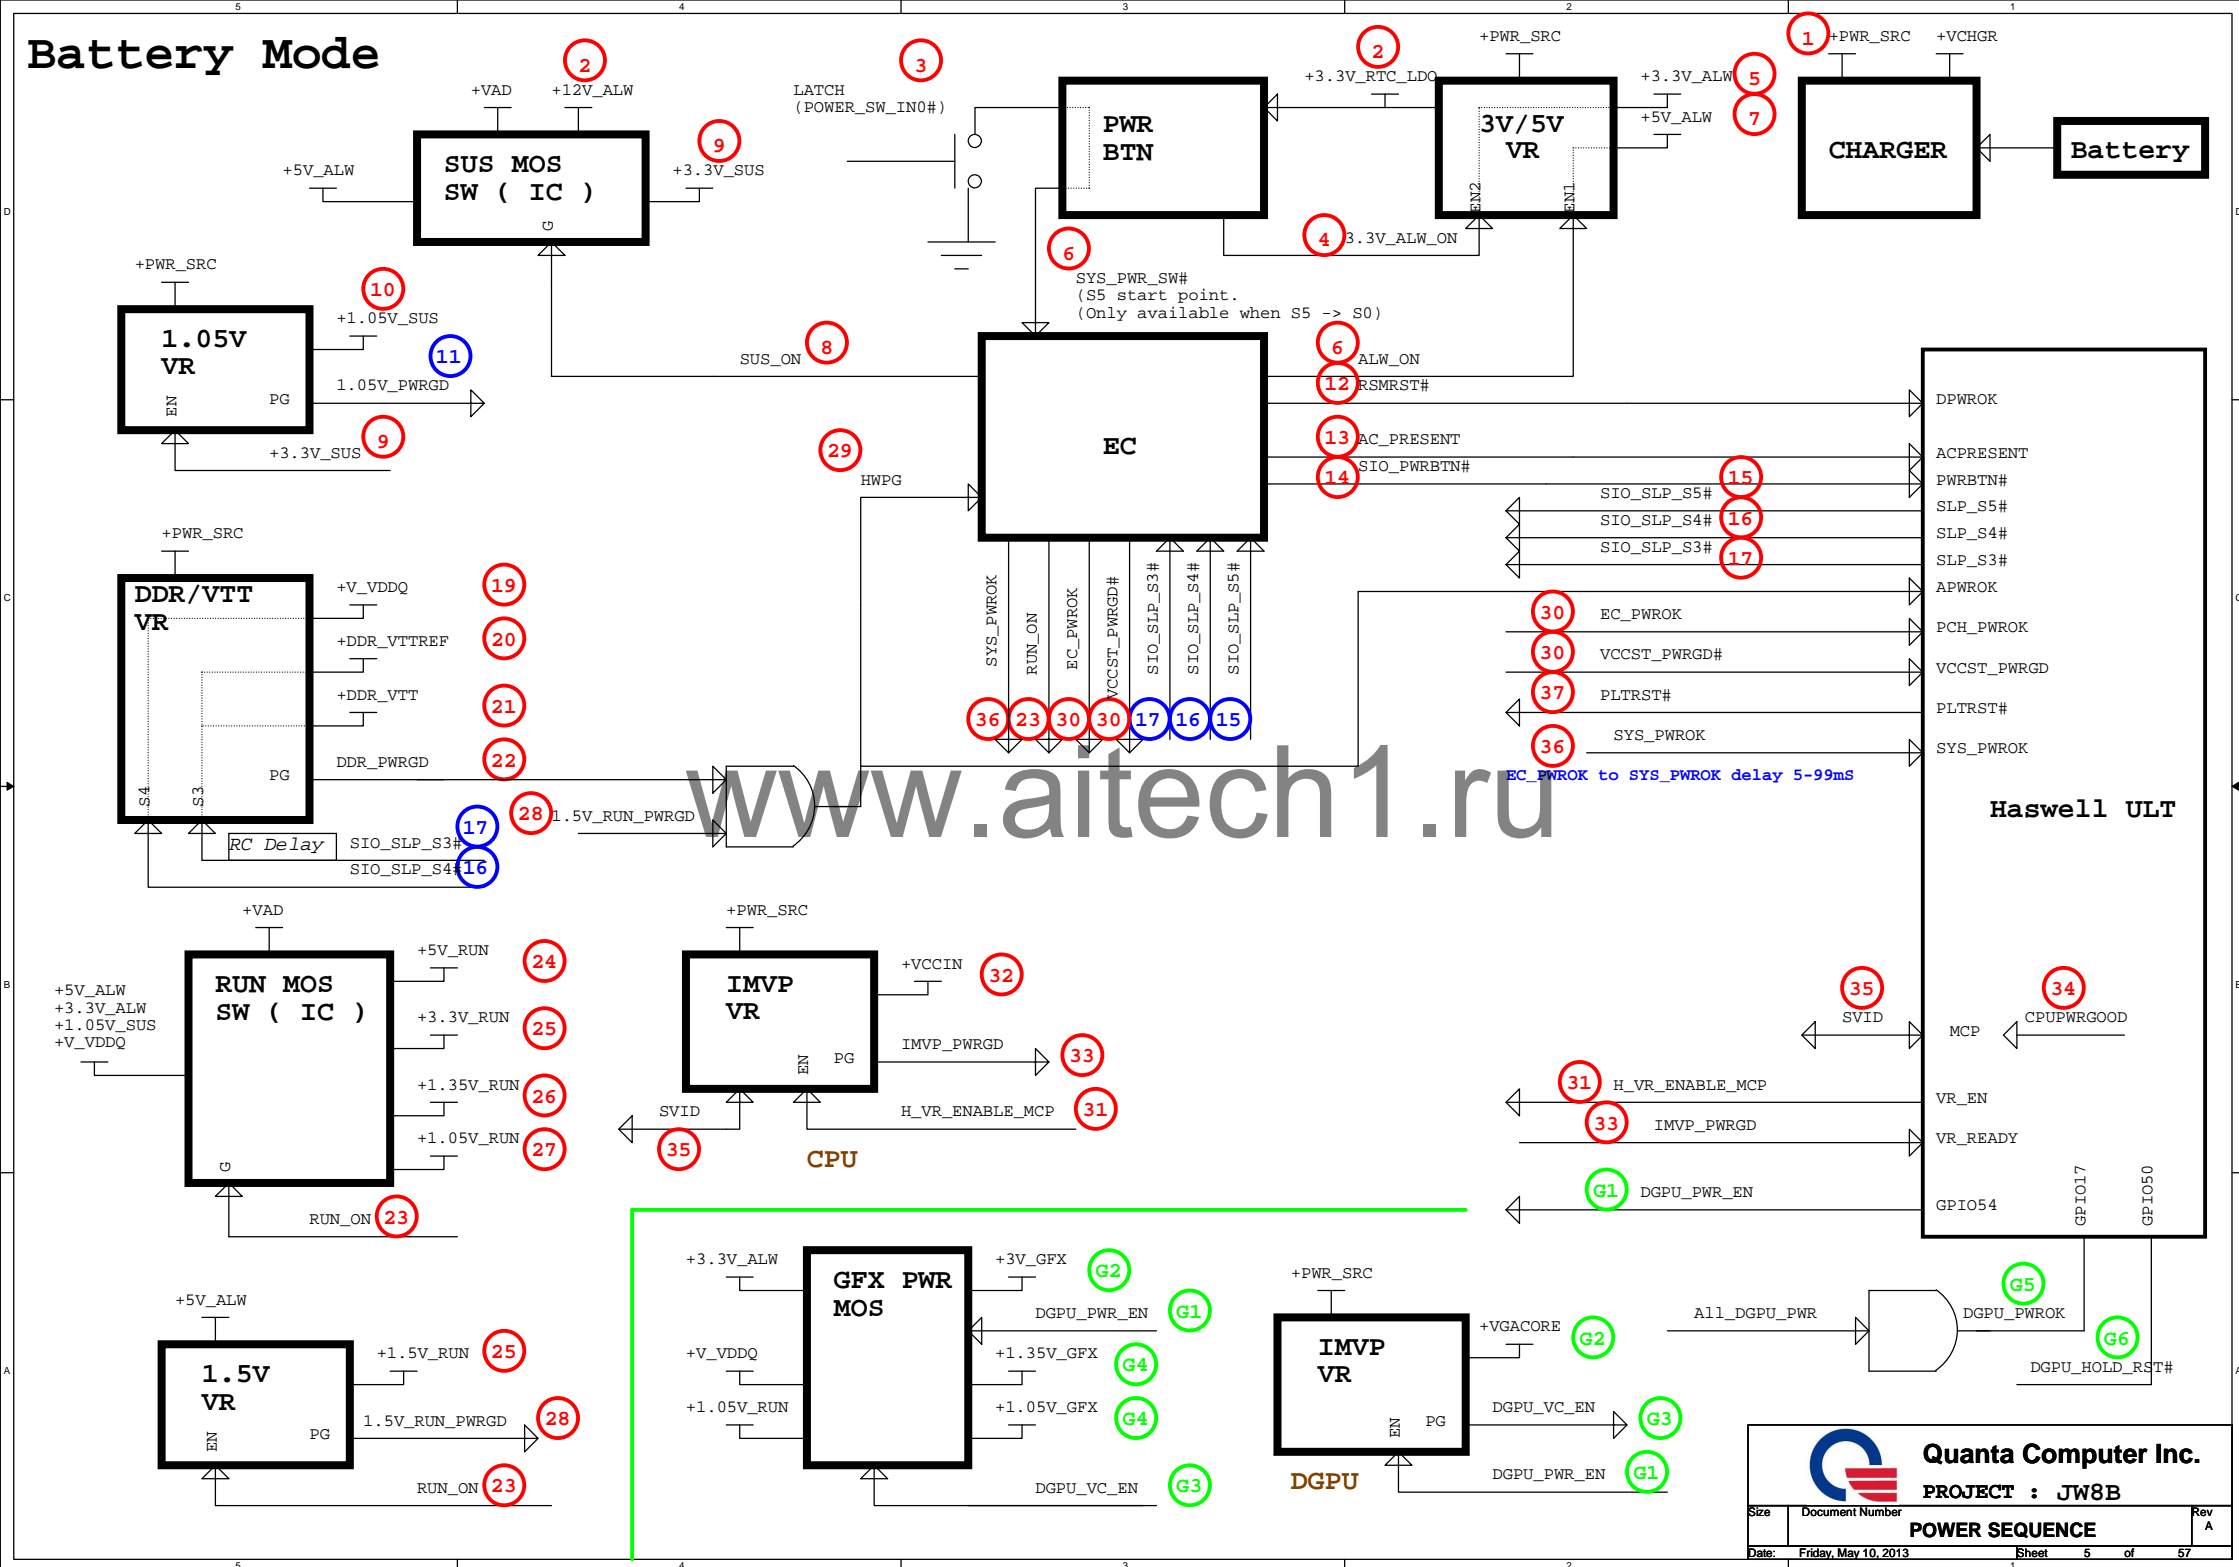 5 4 3 2 1
Battery Mode
2
+VAD
+12V_ALW
+5V_ALW
SUS MOS
SW ( IC )
G
9
+3.3V_SUS
3
LATCH
(POWER_SW_IN0#)
PWR
BTN
2
+3.3V_RTC_LDO
+PWR_SRC
3V/5V
VR
EN2
EN1
+3.3V_ALW
5
+5V_ALW
7
1
+PWR_SRC
+VCHGR
CHARGER
Battery
4
3.3V_ALW_ON
6
SYS_PWR_SW#
(S5 start point.
(Only available when S5 -> S0)
+PWR_SRC
1.05V
VR
EN
PG
10
+1.05V_SUS
11
1.05V_PWRGD
9
+3.3V_SUS
SUS_ON
8
EC
6
ALW_ON
12
RSMRST#
13
AC_PRESENT
14
SIO_PWRBTN#
29
HWPG
SYS_PWROK
RUN_ON
EC_PWROK
VCCST_PWRGD#
SIO_SLP_S3#
SIO_SLP_S4#
SIO_SLP_S5#
36 23 30 30 17 16 15
DPWROK
ACPRESENT
PWRBTN#
SLP_S5#
SLP_S4#
SLP_S3#
APWROK
PCH_PWROK
VCCST_PWRGD
PLTRST#
SYS_PWROK
Haswell ULT
SIO_SLP_S5#
15
SIO_SLP_S4#
16
SIO_SLP_S3#
17
30
EC_PWROK
30
VCCST_PWRGD#
37
PLTRST#
36
SYS_PWROK
EC_PWROK to SYS_PWROK delay 5-99mS
+PWR_SRC
DDR/VTT
VR
S4
S3
PG
+V_VDDQ
19
+DDR_VTTREF
20
+DDR_VTT
21
DDR_PWRGD
22
28
1.5V_RUN_PWRGD
RC Delay
SIO_SLP_S3#
17
SIO_SLP_S4#
16
www.aitech1.ru
+VAD
RUN MOS
SW ( IC )
G
+5V_ALW
+3.3V_ALW
+1.05V_SUS
+V_VDDQ
+5V_RUN
24
+3.3V_RUN
25
+1.35V_RUN
26
+1.05V_RUN
27
RUN_ON
23
+PWR_SRC
IMVP
VR
EN
PG
+VCCIN
32
IMVP_PWRGD
33
SVID
35
H_VR_ENABLE_MCP
31
CPU
35
SVID
MCP
34
CPUPWRGOOD
31
H_VR_ENABLE_MCP
VR_EN
33
IMVP_PWRGD
VR_READY
G1
DGPU_PWR_EN
GPIO54
GPIO17
GPIO50
+5V_ALW
1.5V
VR
EN
PG
+1.5V_RUN
25
1.5V_RUN_PWRGD
28
RUN_ON
23
+3.3V_ALW
+V_VDDQ
+1.05V_RUN
GFX PWR
MOS
+3V_GFX
G2
DGPU_PWR_EN
G1
+1.35V_GFX
G4
+1.05V_GFX
G4
DGPU_VC_EN
G3
+PWR_SRC
IMVP
VR
EN
PG
+VGACORE
G2
DGPU_VC_EN
G3
DGPU_PWR_EN
G1
DGPU
All_DGPU_PWR
G5
DGPU_PWROK
G6
DGPU_HOLD_RST#
Quanta Computer Inc.
PROJECT : JW8B
Size
Document Number
Rev
POWER SEQUENCE
A
Date:
Friday, May 10, 2013
Sheet
5 of 57
D
C
B
A
D
A
5 4 3 2 1